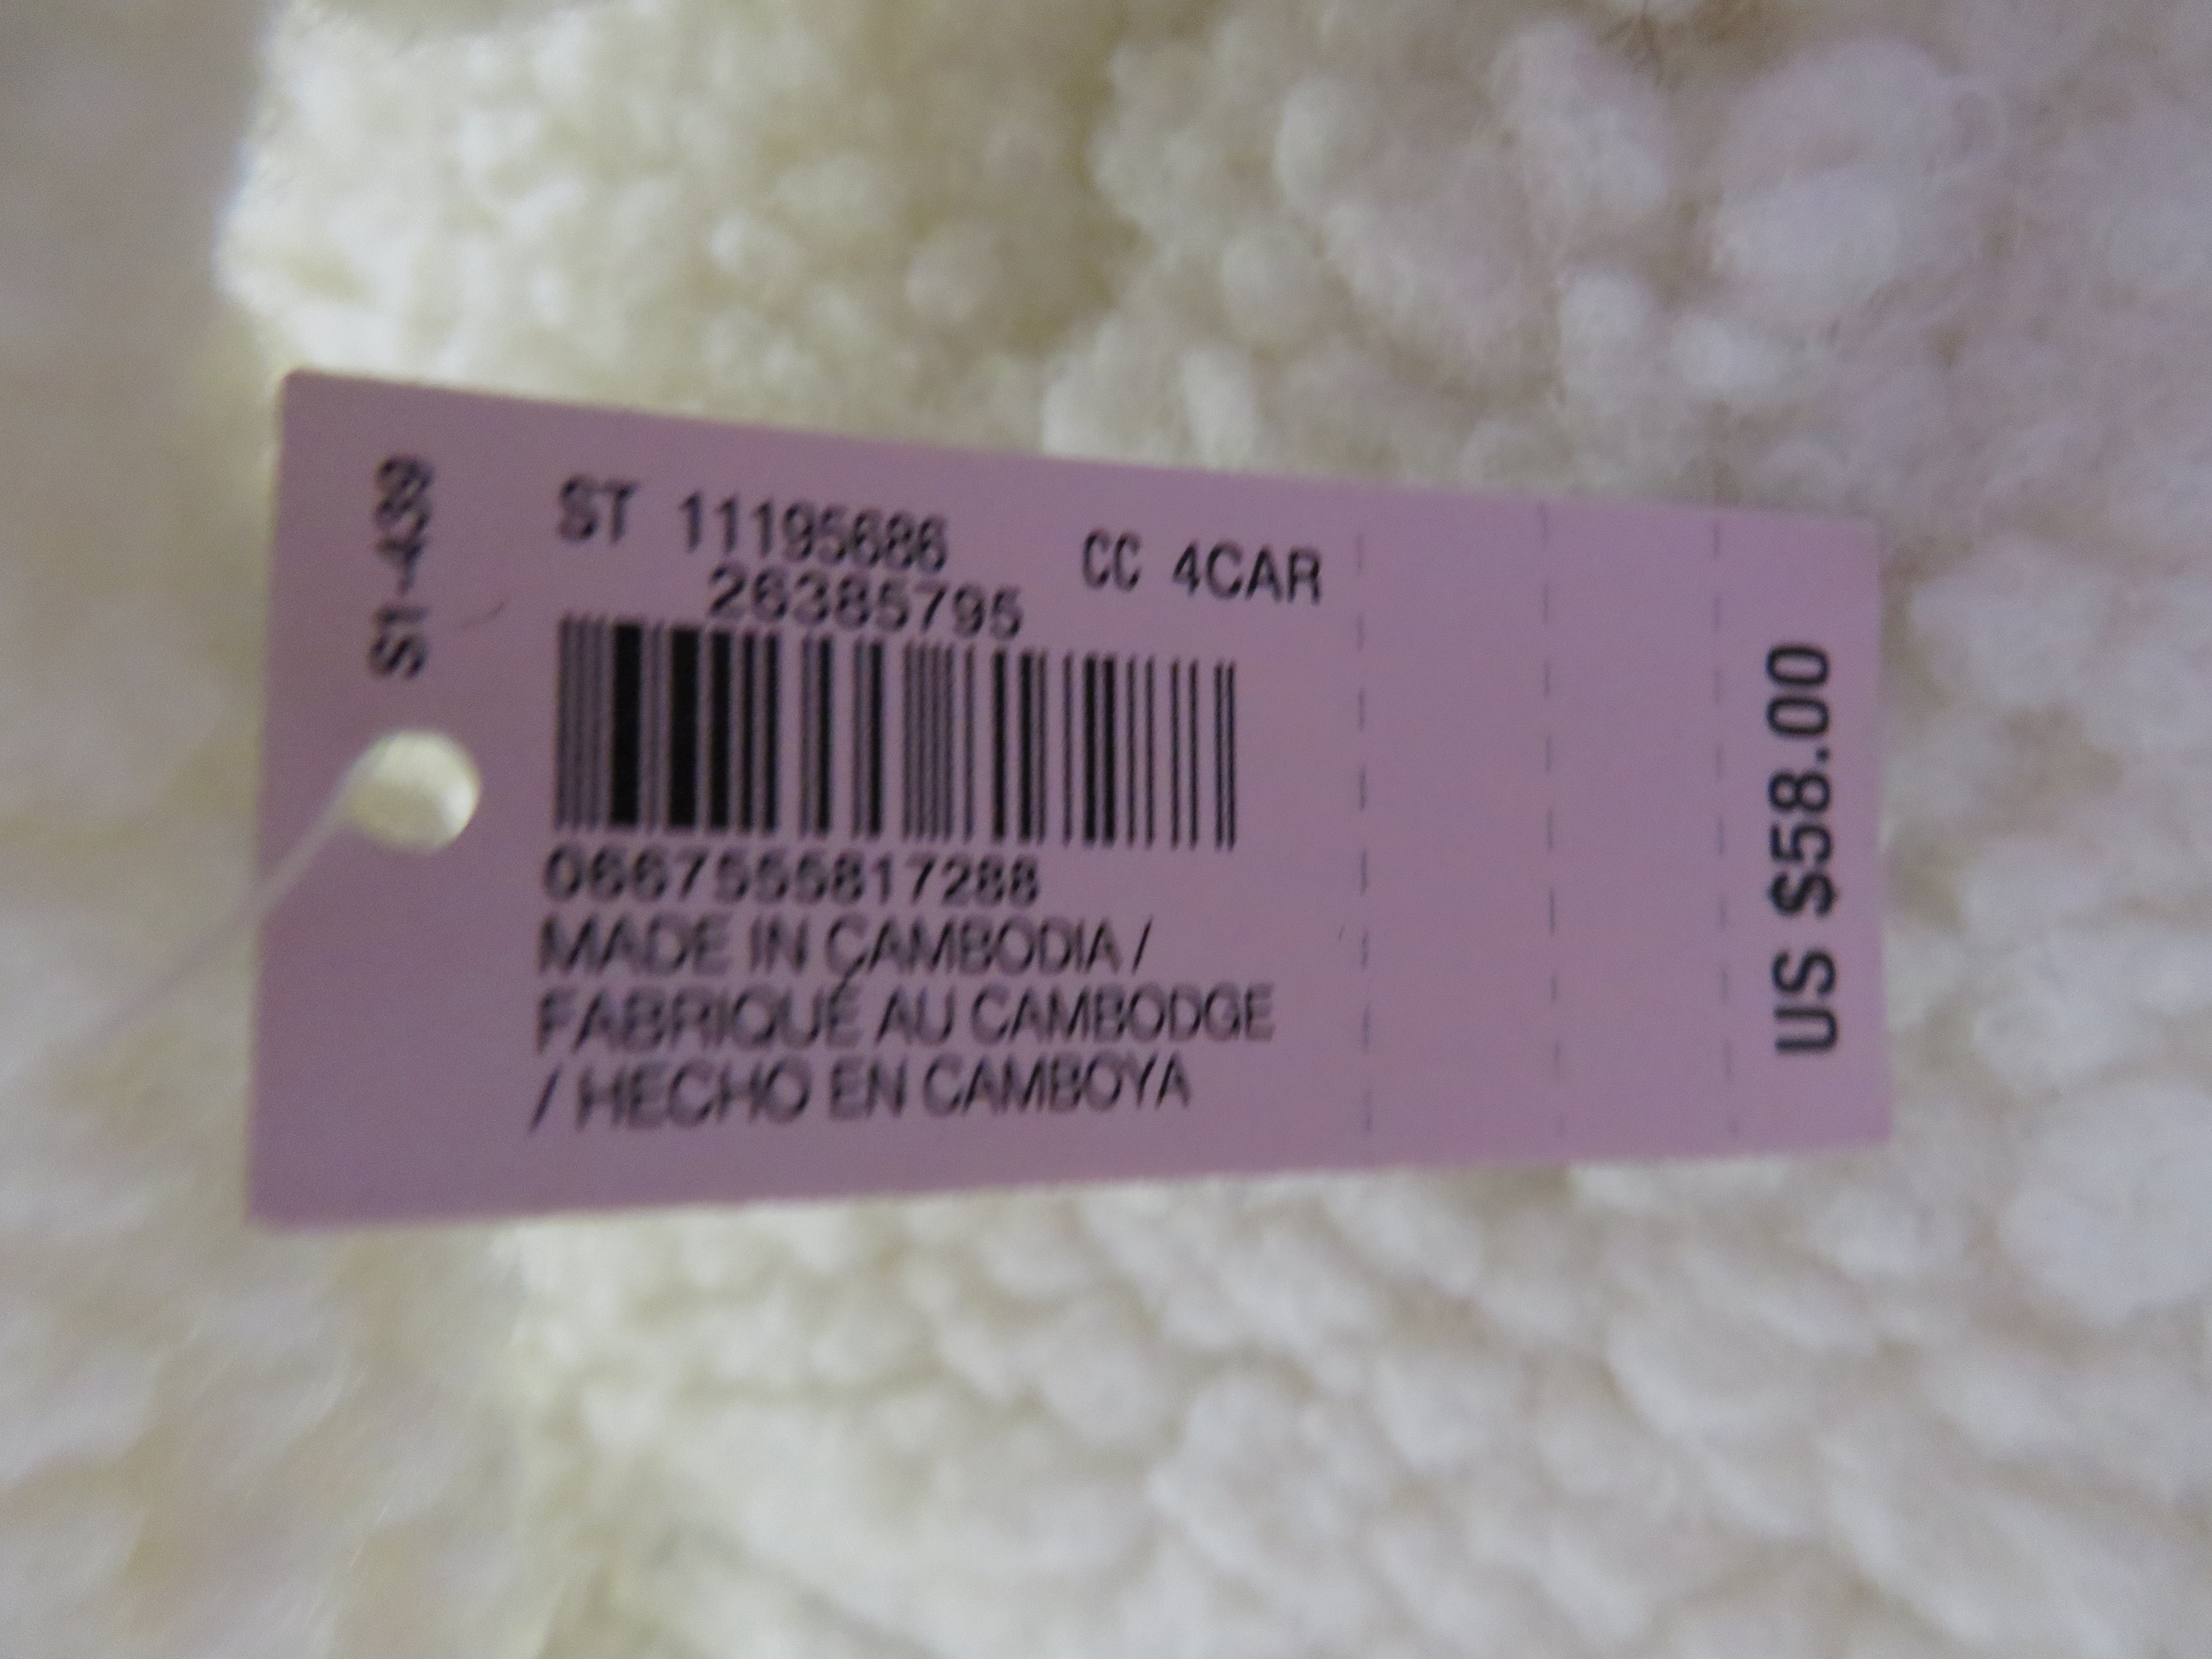 S1-439
ST 11195686 CC 4CAR
26385795
0667555817288
MADE IN CAMBODIA /
FABRIQUÉ AU CAMBODGE
/ HECHO EN CAMBOYA
US $58.00